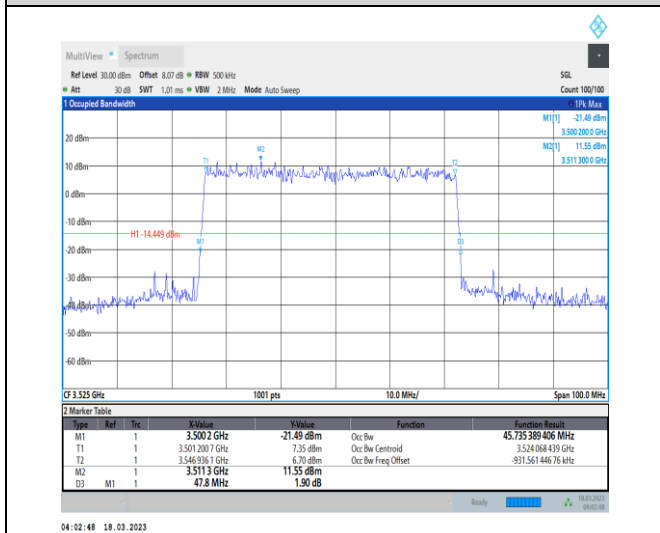 MultiView Spectrum
Ref Level 30.00 dBm Offset 8.07 dB RBW 500 kHz SGL
Att 30 dB SWT 1.01 ms VBW 2 MHz Mode Auto Sweep Count 100/100
1 Occupied Bandwidth 1Pk Max
M1[1] -21.49 dBm
3.500 200 0 GHz
M2[1] 11.55 dBm
3.511 300 0 GHz
20 dBm
M2
T1
T2
10 dBm
0 dBm
-10 dBm
H1 -14.449 dBm
M1
D3
-20 dBm
-30 dBm
-40 dBm
-50 dBm
-60 dBm
CF 3.525 GHz 1001 pts 10.0 MHz/ Span 100.0 MHz
2 Marker Table
Type Ref Trc X-Value Y-Value Function Function Result
M1 1 3.500 2 GHz -21.49 dBm Occ Bw 45.735 389 406 MHz
T1 1 3.501 200 7 GHz 7.35 dBm Occ Bw Centroid 3.524 068 439 GHz
T2 1 3.546 936 1 GHz 6.70 dBm Occ Bw Freq Offset -931.561 446 76 kHz
M2 1 3.511 3 GHz 11.55 dBm
D3 M1 1 47.8 MHz 1.90 dB
Ready 18.03.2023
04:02:48
04:02:48 18.03.2023